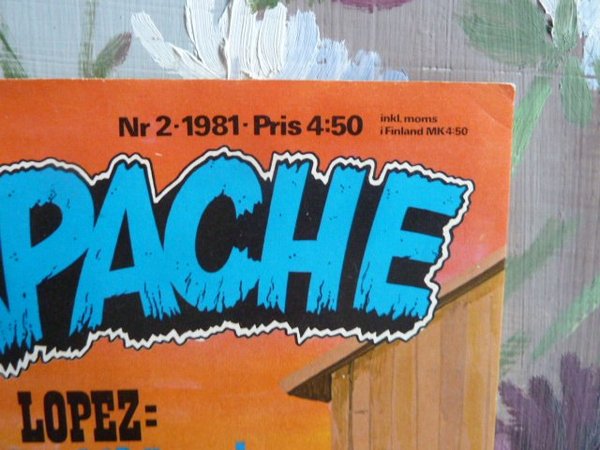 Nr 2·1981·Pris 4:50
inkl. moms
i Finland MK 4:50
PACHE
LOPEZ: